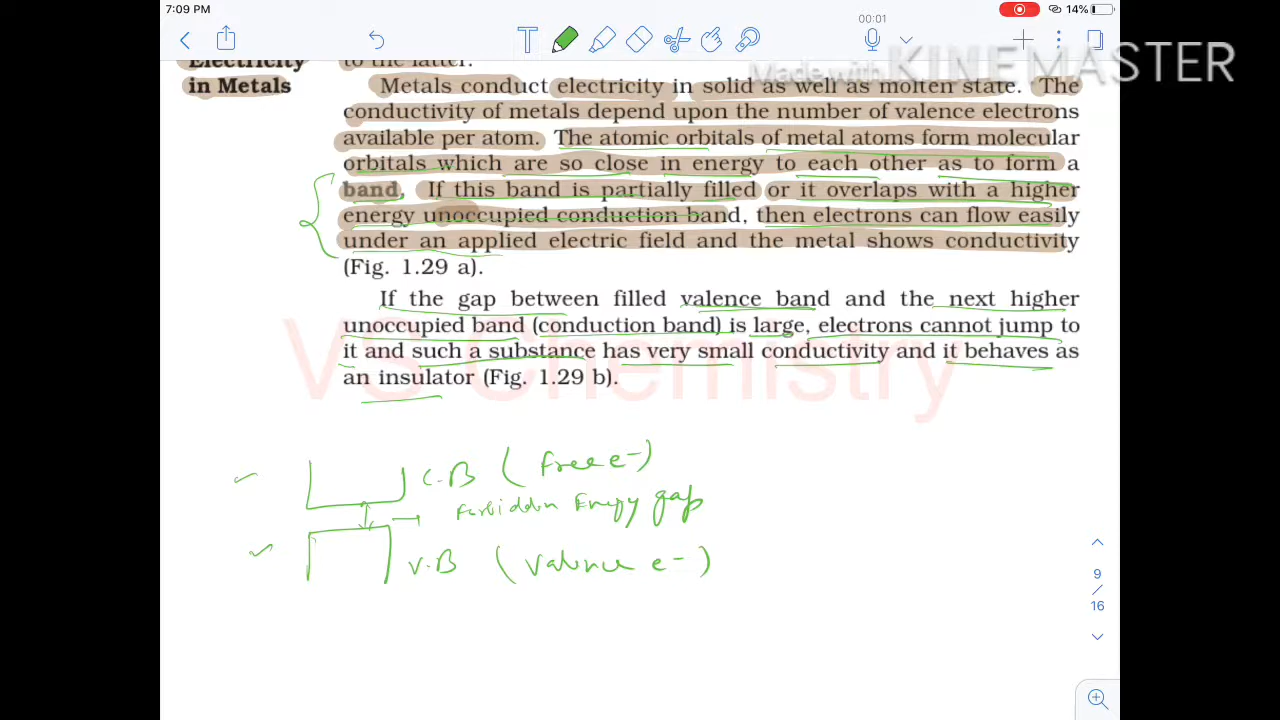 7:09 PM
14%
00:01
T
Made with KINEMASTER
Electricity
in Metals
to the latter.
Metals conduct electricity in solid as well as molten state. The
conductivity of metals depend upon the number of valence electrons
available per atom. The atomic orbitals of metal atoms form molecular
orbitals which are so close in energy to each other as to form a
band. If this band is partially filled or it overlaps with a higher
energy unoccupied conduction band, then electrons can flow easily
under an applied electric field and the metal shows conductivity
(Fig. 1.29 a).
If the gap between filled valence band and the next higher
unoccupied band (conduction band) is large, electrons cannot jump to
it and such a substance has very small conductivity and it behaves as
an insulator (Fig. 1.29 b).
VS Chemistry
C.B (free e-)
Forbidden Energy gap
V.B (valence e-)
9
/
16